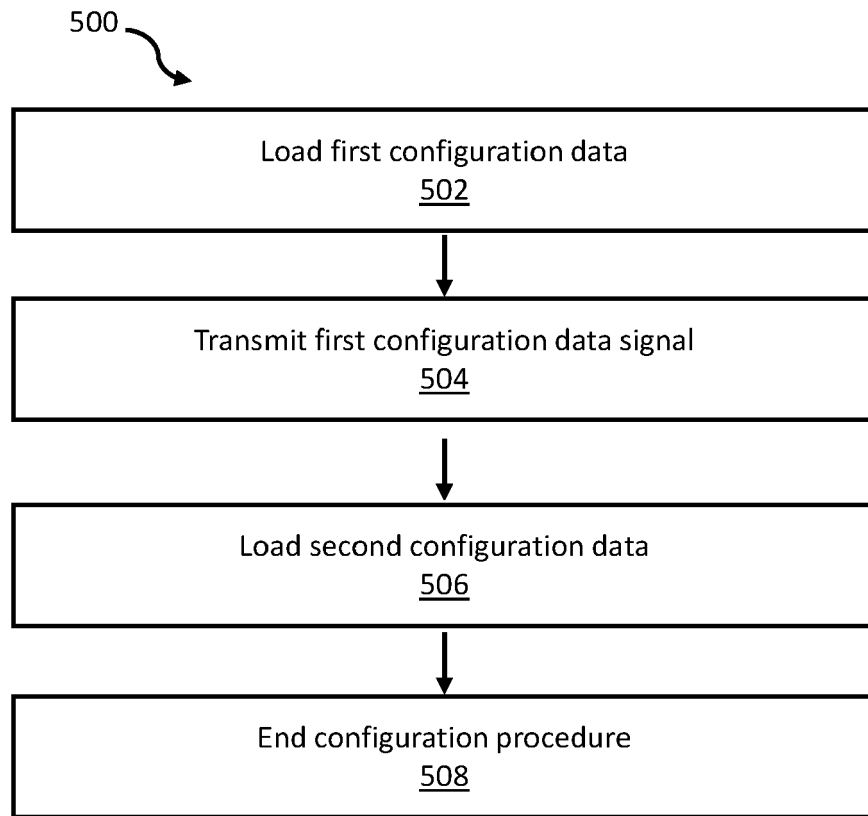 500
Load first configuration data
502
Transmit first configuration data signal
504
Load second configuration data
506
End configuration procedure
508